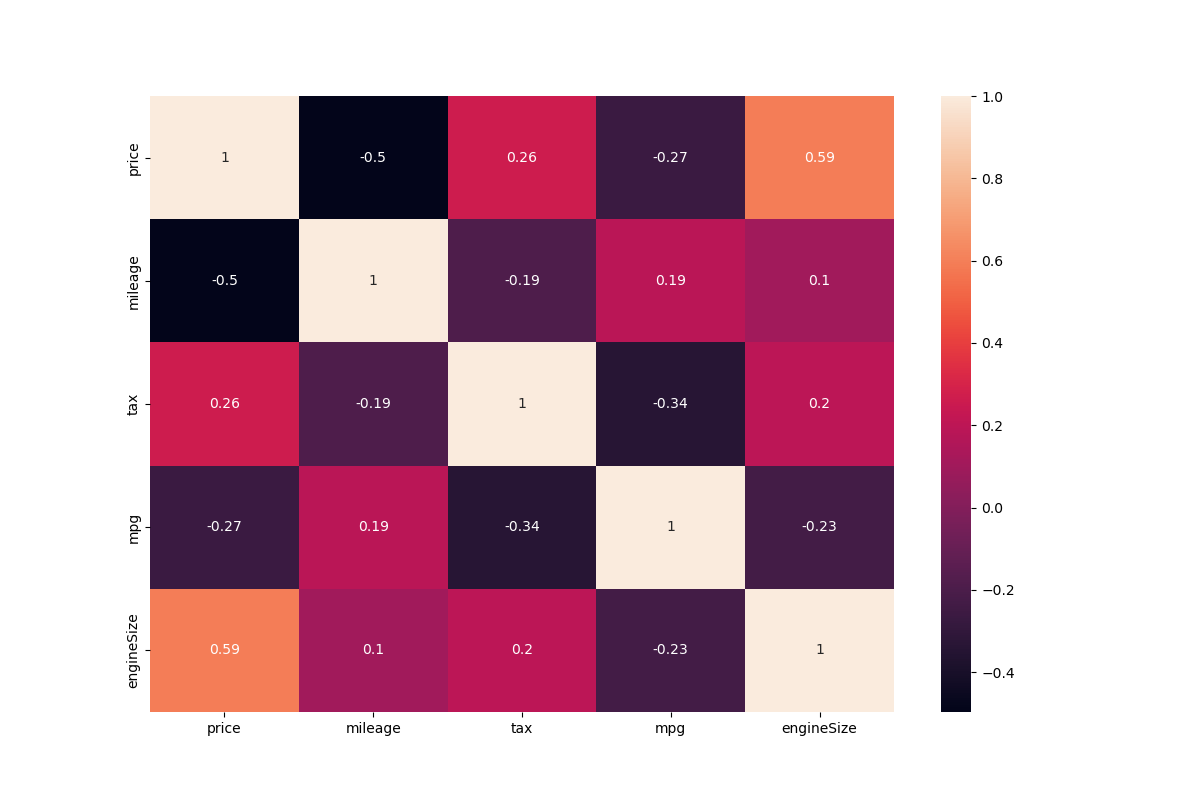 price 1 -0.5 0.26 -0.27 0.59
mileage -0.5 1 -0.19 0.19 0.1
tax 0.26 -0.19 1 -0.34 0.2
mpg -0.27 0.19 -0.34 1 -0.23
engineSize 0.59 0.1 0.2 -0.23 1
price mileage tax mpg engineSize
1.0
0.8
0.6
0.4
0.2
0.0
−0.2
−0.4